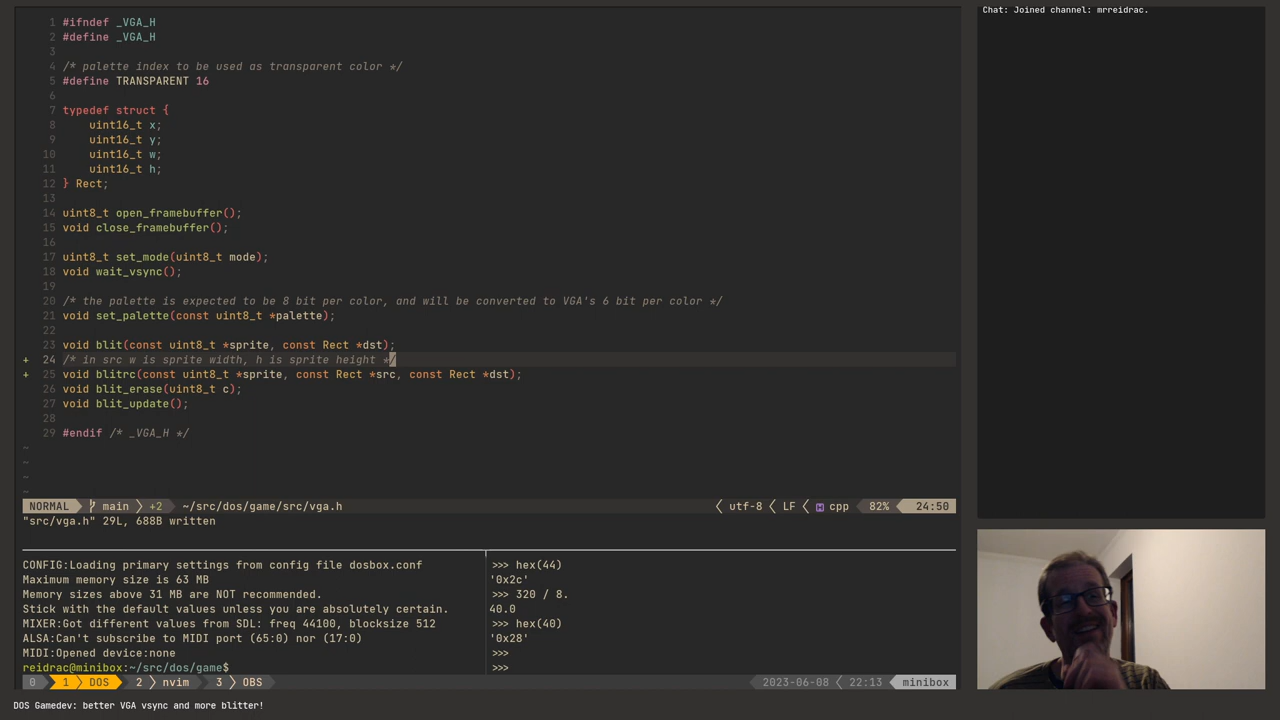 1 #ifndef _VGA_H
2 #define _VGA_H
3
4 /* palette index to be used as transparent color */
5 #define TRANSPARENT 16
6
7 typedef struct {
8 uint16_t x;
9 uint16_t y;
10 uint16_t w;
11 uint16_t h;
12 } Rect;
13
14 uint8_t open_framebuffer();
15 void close_framebuffer();
16
17 uint8_t set_mode(uint8_t mode);
18 void wait_vsync();
19
20 /* the palette is expected to be 8 bit per color, and will be converted to VGA's 6 bit per color */
21 void set_palette(const uint8_t *palette);
22
23 void blit(const uint8_t *sprite, const Rect *dst);
+ 24 /* in src w is sprite width, h is sprite height */
+ 25 void blitrc(const uint8_t *sprite, const Rect *src, const Rect *dst);
26 void blit_erase(uint8_t c);
27 void blit_update();
28
29 #endif /* _VGA_H */
~
~
~
~
NORMAL main +2 ~/src/dos/game/src/vga.h utf-8 LF cpp 82% 24:50
"src/vga.h" 29L, 688B written
CONFIG:Loading primary settings from config file dosbox.conf
Maximum memory size is 63 MB
Memory sizes above 31 MB are NOT recommended.
Stick with the default values unless you are absolutely certain.
MIXER:Got different values from SDL: freq 44100, blocksize 512
ALSA:Can't subscribe to MIDI port (65:0) nor (17:0)
MIDI:Opened device:none
reidrac@minibox:~/src/dos/game$
>>> hex(44)
'0x2c'
>>> 320 / 8.
40.0
>>> hex(40)
'0x28'
>>>
>>>
0 1 DOS 2 nvim 3 OBS 2023-06-08 22:13 minibox
DOS Gamedev: better VGA vsync and more blitter!
Chat: Joined channel: mrreidrac.